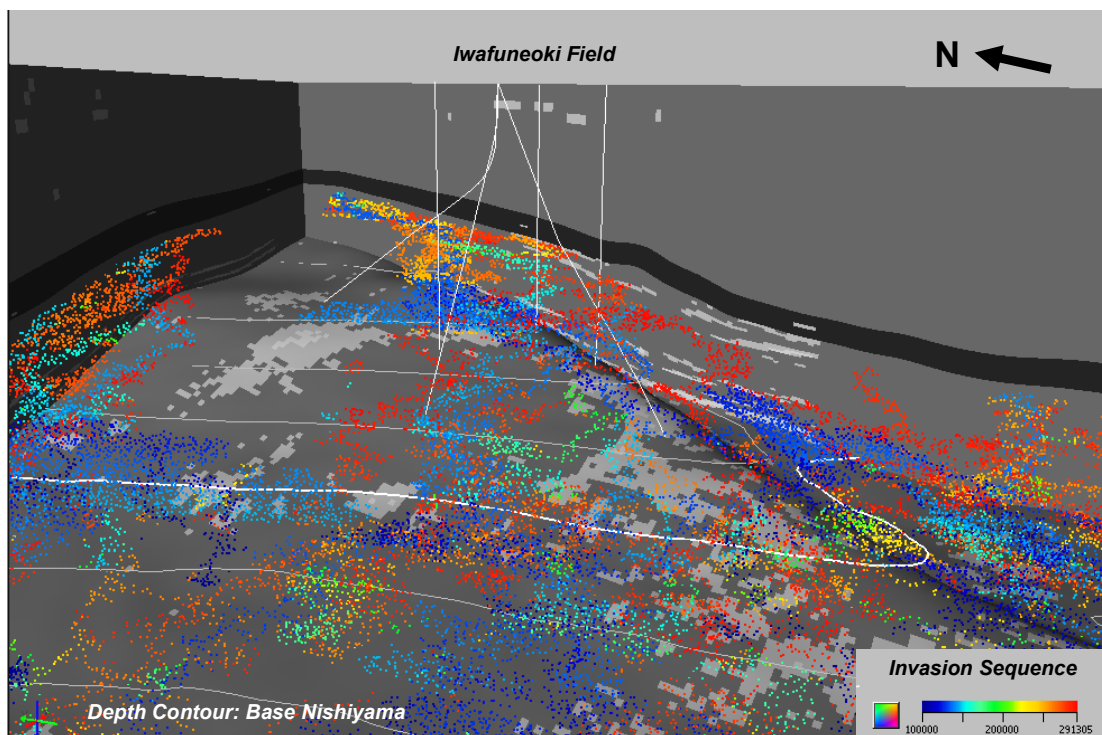 Iwafuneoki Field
N
Invasion Sequence
100000 200000 291305
Depth Contour: Base Nishiyama